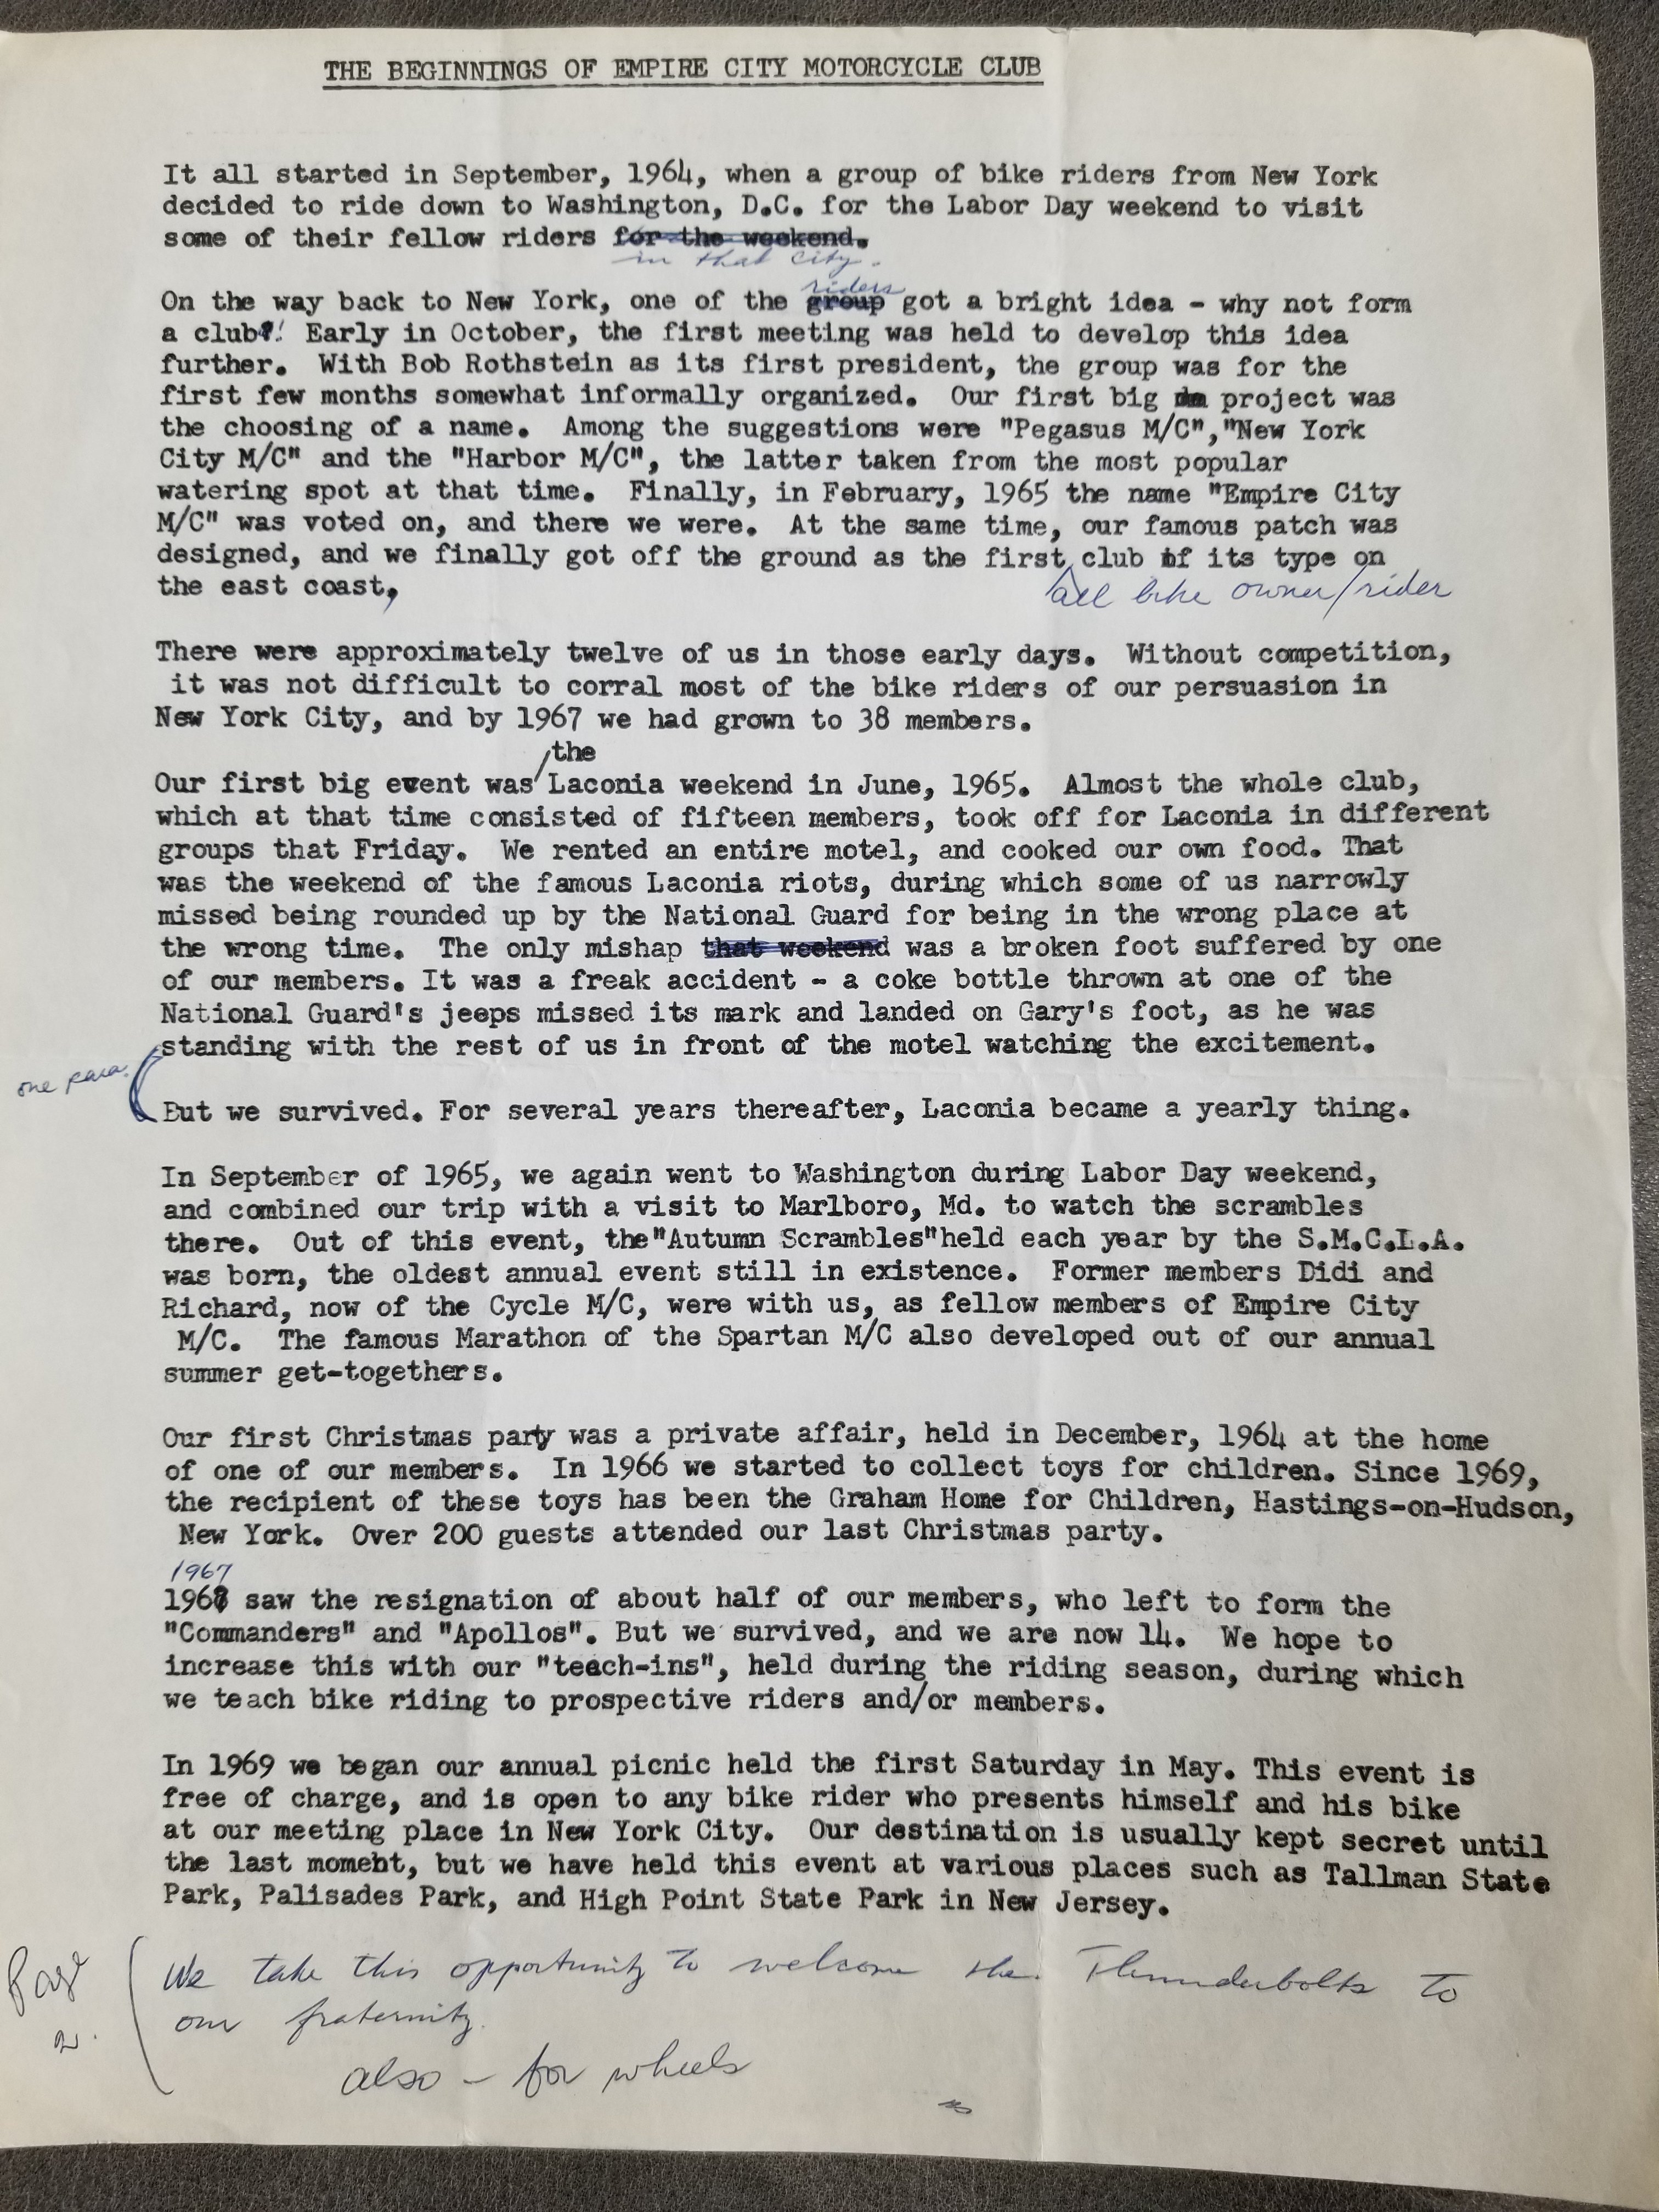 THE BEGINNINGS OF EMPIRE CITY MOTORCYCLE CLUB
It all started in September, 1964, when a group of bike riders from New York
decided to ride down to Washington, D.C. for the Labor Day weekend to visit
some of their fellow riders for the weekend.
in that city.
riders
On the way back to New York, one of the group got a bright idea - why not form
a club! Early in October, the first meeting was held to develop this idea
further. With Bob Rothstein as its first president, the group was for the
first few months somewhat informally organized. Our first big project was
the choosing of a name. Among the suggestions were "Pegasus M/C","New York
City M/C" and the "Harbor M/C", the latter taken from the most popular
watering spot at that time. Finally, in February, 1965 the name "Empire City
M/C" was voted on, and there we were. At the same time, our famous patch was
designed, and we finally got off the ground as the first club of its type on
the east coast,
all bike owner/rider
There were approximately twelve of us in those early days. Without competition,
it was not difficult to corral most of the bike riders of our persuasion in
New York City, and by 1967 we had grown to 38 members.
the
Our first big event was Laconia weekend in June, 1965. Almost the whole club,
which at that time consisted of fifteen members, took off for Laconia in different
groups that Friday. We rented an entire motel, and cooked our own food. That
was the weekend of the famous Laconia riots, during which some of us narrowly
missed being rounded up by the National Guard for being in the wrong place at
the wrong time. The only mishap that weekend was a broken foot suffered by one
of our members. It was a freak accident - a coke bottle thrown at one of the
National Guard's jeeps missed its mark and landed on Gary's foot, as he was
standing with the rest of us in front of the motel watching the excitement.
one para.
But we survived. For several years thereafter, Laconia became a yearly thing.
In September of 1965, we again went to Washington during Labor Day weekend,
and combined our trip with a visit to Marlboro, Md. to watch the scrambles
there. Out of this event, the"Autumn Scrambles"held each year by the S.M.C.L.A.
was born, the oldest annual event still in existence. Former members Didi and
Richard, now of the Cycle M/C, were with us, as fellow members of Empire City
M/C. The famous Marathon of the Spartan M/C also developed out of our annual
summer get-togethers.
Our first Christmas party was a private affair, held in December, 1964 at the home
of one of our members. In 1966 we started to collect toys for children. Since 1969,
the recipient of these toys has been the Graham Home for Children, Hastings-on-Hudson,
New York. Over 200 guests attended our last Christmas party.
1967
1968 saw the resignation of about half of our members, who left to form the
"Commanders" and "Apollos". But we survived, and we are now 14. We hope to
increase this with our "teach-ins", held during the riding season, during which
we teach bike riding to prospective riders and/or members.
In 1969 we began our annual picnic held the first Saturday in May. This event is
free of charge, and is open to any bike rider who presents himself and his bike
at our meeting place in New York City. Our destination is usually kept secret until
the last moment, but we have held this event at various places such as Tallman State
Park, Palisades Park, and High Point State Park in New Jersey.
Page
2.
We take this opportunity to welcome the Thunderbolts to
our fraternity.
also - for wheels